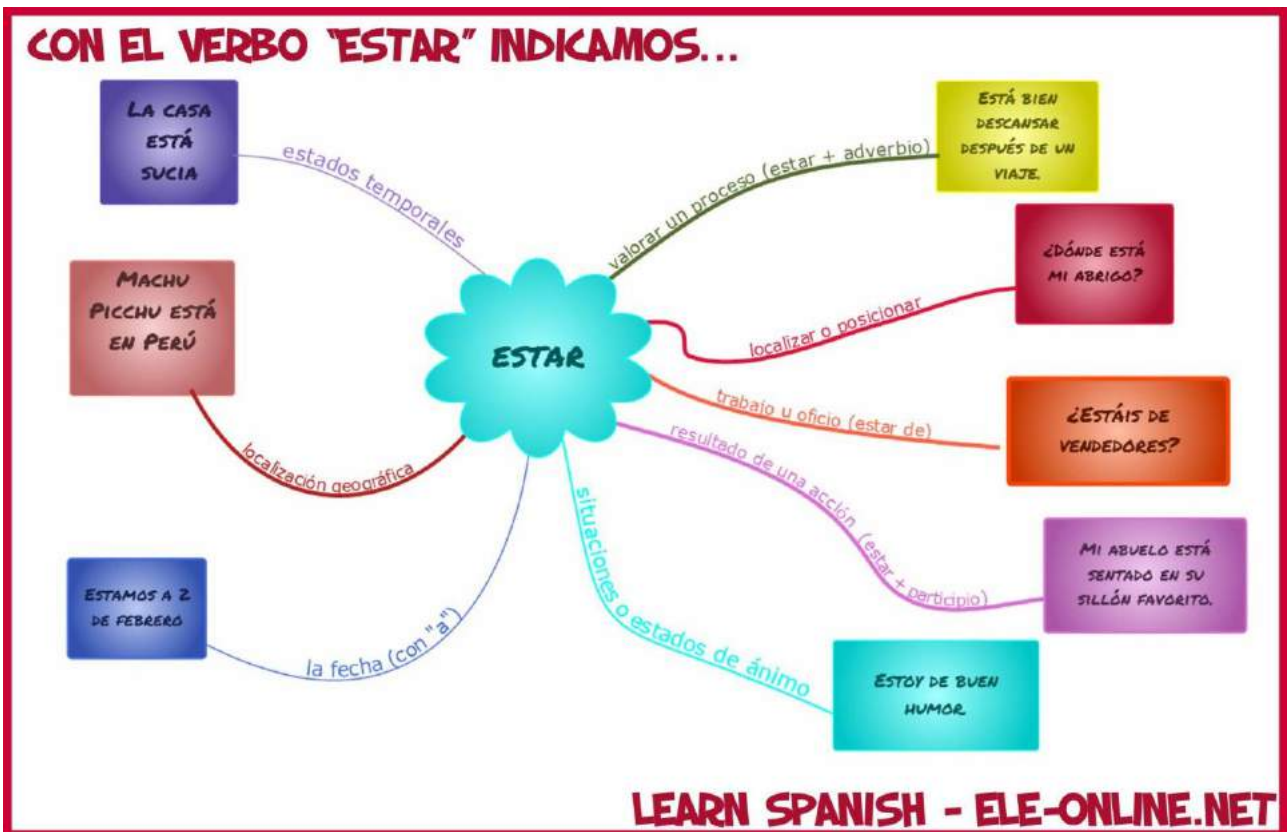 CON EL VERBO "ESTAR" INDICAMOS...
LA CASA
ESTÁ
SUCIA
estados temporales
MACHU
PICCHU ESTÁ
EN PERÚ
localización geográfica
ESTAMOS A 2
DE FEBRERO
la fecha (con "a")
ESTAR
valorar un proceso (estar + adverbio)
ESTÁ BIEN
DESCANSAR
DESPUÉS DE UN
VIAJE.
localizar o posicionar
¿DÓNDE ESTÁ
MI ABRIGO?
trabajo u oficio (estar de)
¿ESTÁIS DE
VENDEDORES?
resultado de una acción (estar + participio)
MI ABUELO ESTÁ
SENTADO EN SU
SILLÓN FAVORITO.
situaciones o estados de ánimo
ESTOY DE BUEN
HUMOR
LEARN SPANISH - ELE-ONLINE.NET